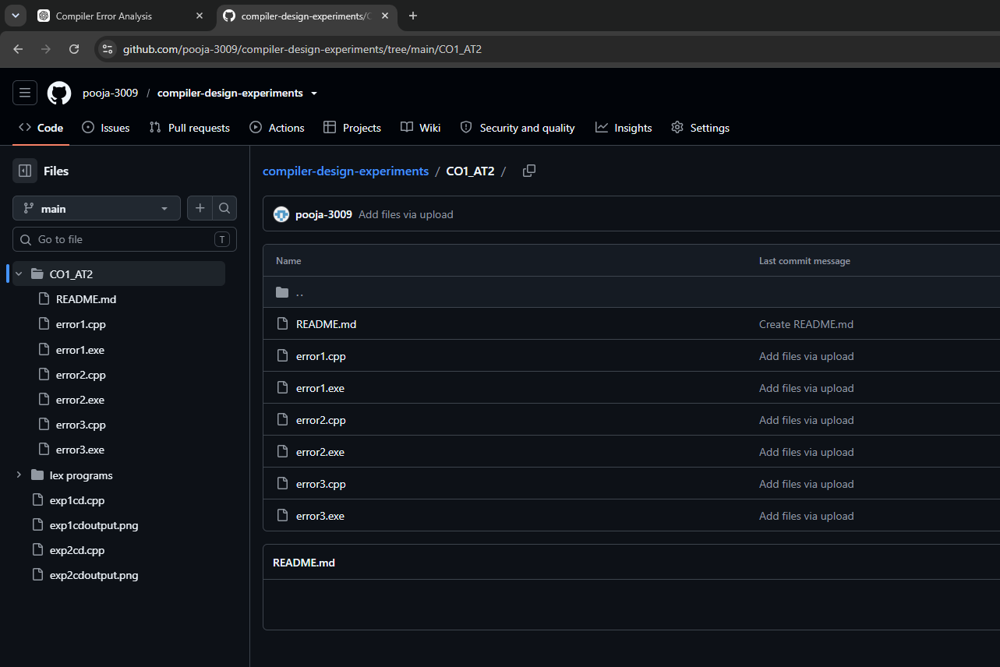 Compiler Error Analysis
compiler-design-experiments/C
github.com/pooja-3009/compiler-design-experiments/tree/main/CO1_AT2
pooja-3009 / compiler-design-experiments
Code Issues Pull requests Actions Projects Wiki Security and quality Insights Settings
Files
main
Go to file T
CO1_AT2
README.md
error1.cpp
error1.exe
error2.cpp
error2.exe
error3.cpp
error3.exe
lex programs
exp1cd.cpp
exp1cdoutput.png
exp2cd.cpp
exp2cdoutput.png
compiler-design-experiments / CO1_AT2 /
pooja-3009 Add files via upload
Name Last commit message
..
README.md Create README.md
error1.cpp Add files via upload
error1.exe Add files via upload
error2.cpp Add files via upload
error2.exe Add files via upload
error3.cpp Add files via upload
error3.exe Add files via upload
README.md